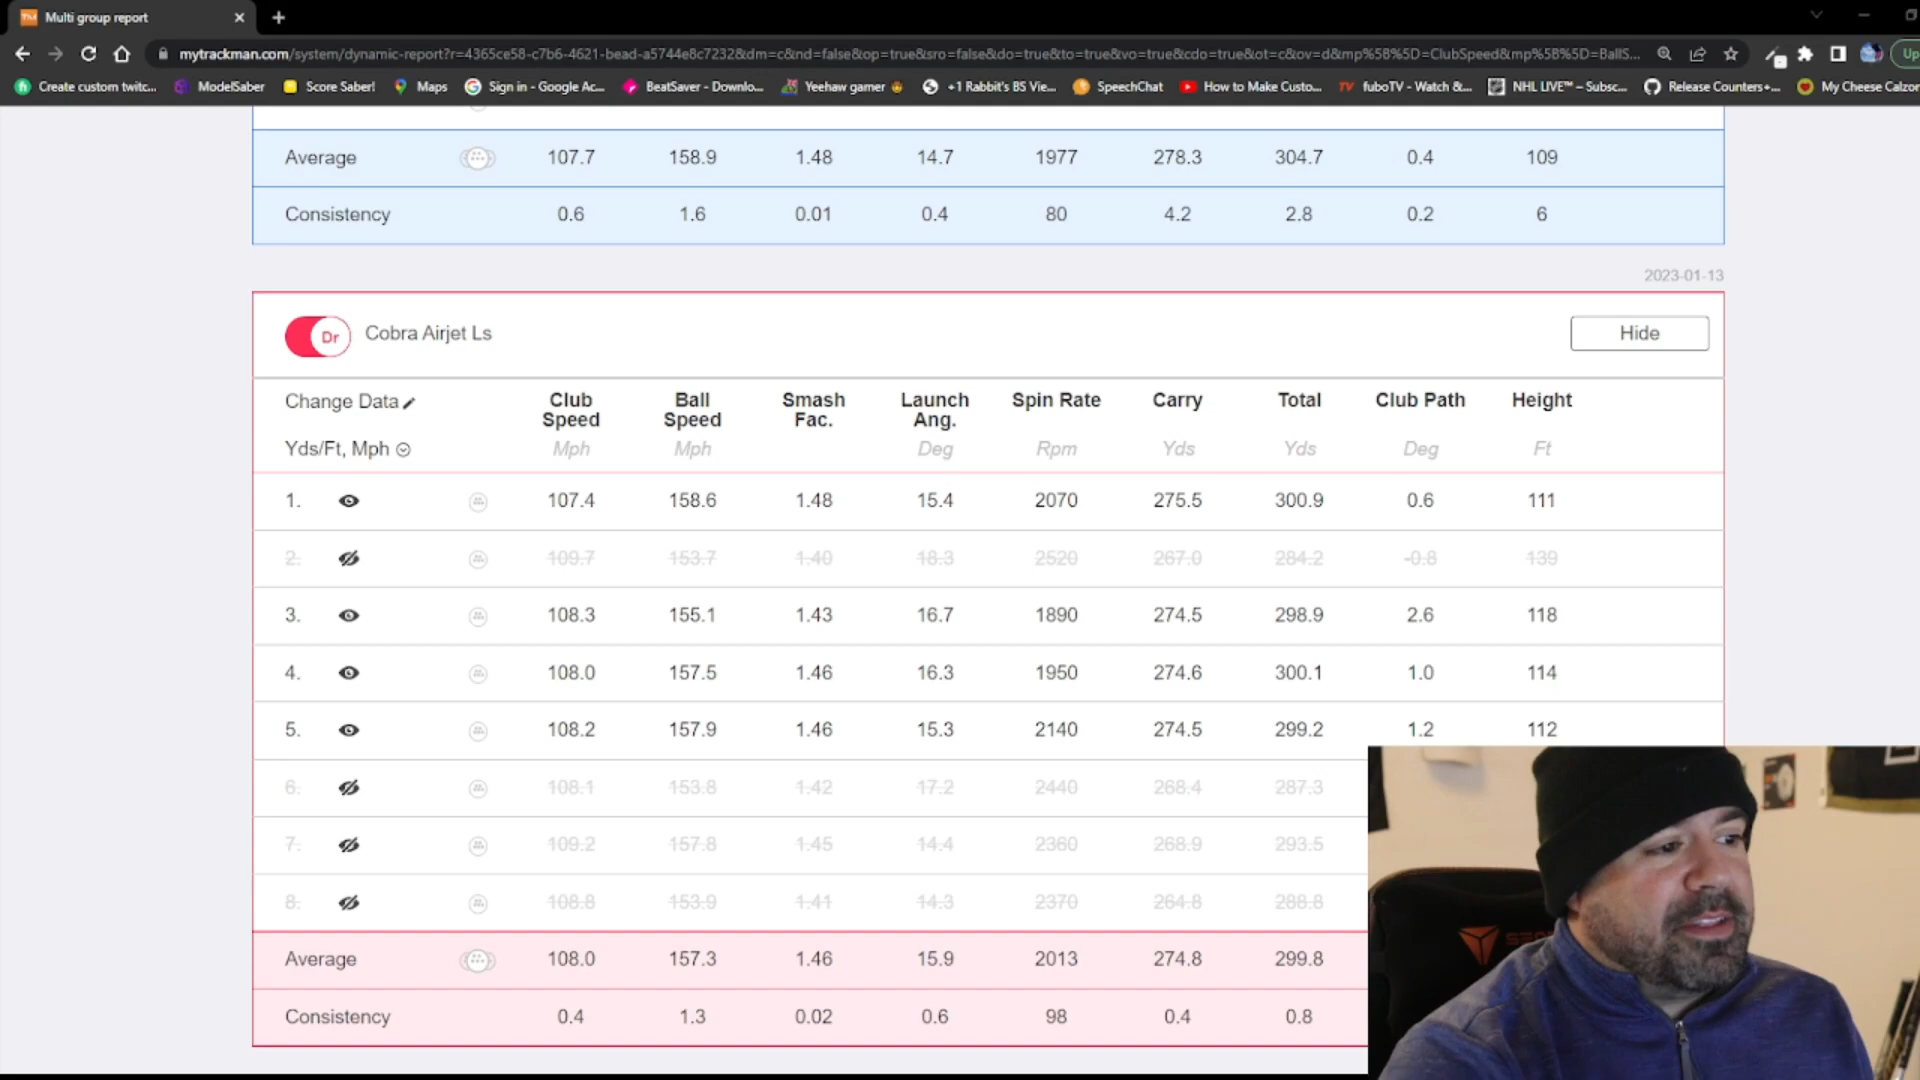 Multi group report
mytrackman.com/system/dynamic-report?r=4365ce58-c7b6-4621-bead-a5744e8c7232&dm=c&nd=false&op=true&sro=false&do=true&to=true&vo=true&cdo=true&ot=c&ov=d&mp%5B%5D=ClubSpeed&mp%5B%5D=BallS... Up
Create custom twitc... ModelSaber Score Saber! Maps Sign in - Google Ac... BeatSaver - Downlo... Yeehaw gamer +1 Rabbit's BS Vie... SpeechChat How to Make Custo... fuboTV - Watch &... NHL LIVE™ – Subsc... Release Counters+... My Cheese Calzon
Average 107.7 158.9 1.48 14.7 1977 278.3 304.7 0.4 109
Consistency 0.6 1.6 0.01 0.4 80 4.2 2.8 0.2 6
2023-01-13
Dr Cobra Airjet Ls Hide
Change Data Club Speed Ball Speed Smash Fac. Launch Ang. Spin Rate Carry Total Club Path Height
Yds/Ft, Mph Mph Mph Deg Rpm Yds Yds Deg Ft
1. 107.4 158.6 1.48 15.4 2070 275.5 300.9 0.6 111
2. 109.7 153.7 1.40 18.3 2520 267.0 284.2 -0.8 139
3. 108.3 155.1 1.43 16.7 1890 274.5 298.9 2.6 118
4. 108.0 157.5 1.46 16.3 1950 274.6 300.1 1.0 114
5. 108.2 157.9 1.46 15.3 2140 274.5 299.2 1.2 112
6. 108.1 153.8 1.42 17.2 2440 268.4 287.3
7. 109.2 157.8 1.45 14.4 2360 268.9 293.5
8. 108.8 153.9 1.41 14.3 2370 264.8 288.8
Average 108.0 157.3 1.46 15.9 2013 274.8 299.8
Consistency 0.4 1.3 0.02 0.6 98 0.4 0.8